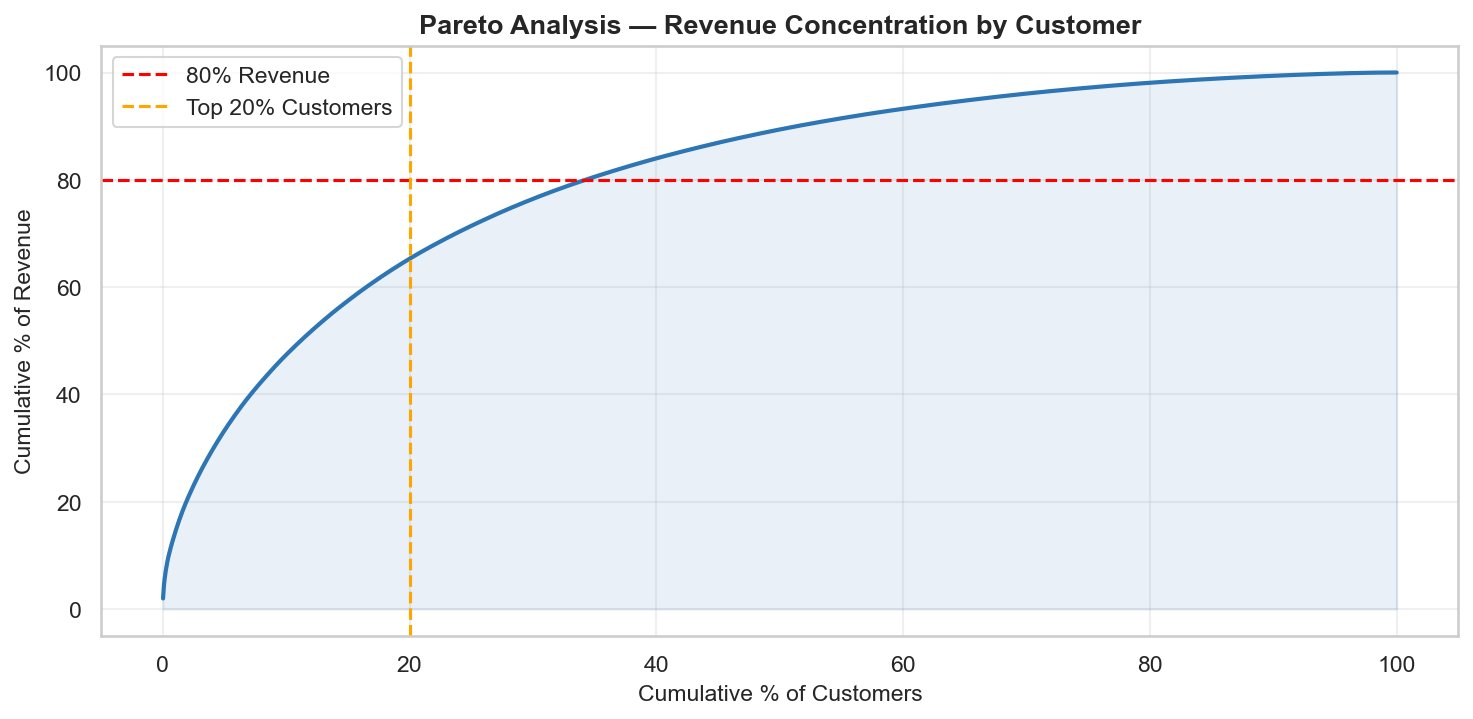 Pareto Analysis — Revenue Concentration by Customer
80% Revenue
Top 20% Customers
Cumulative % of Revenue
100
80
60
40
20
0
0 20 40 60 80 100
Cumulative % of Customers